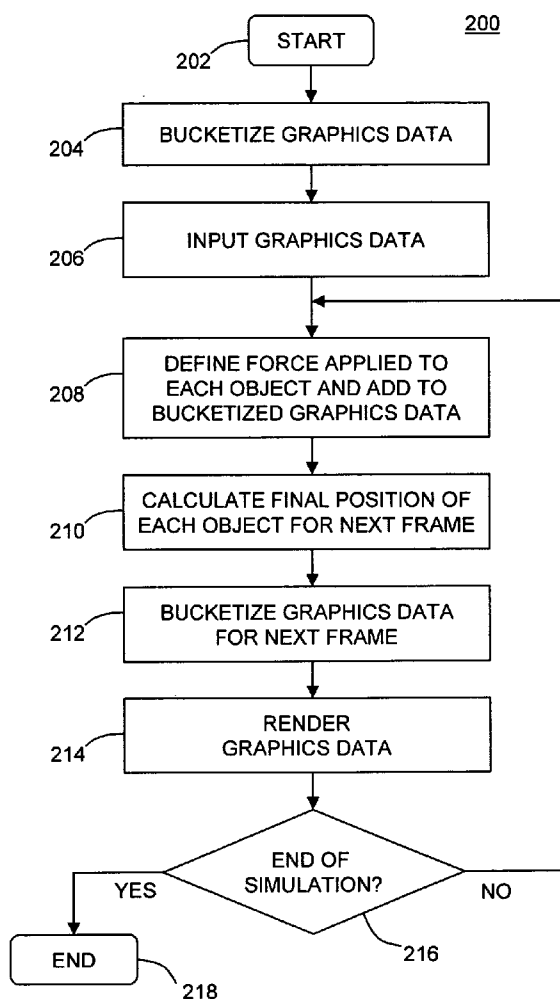 200
START
202
BUCKETIZE GRAPHICS DATA
204
INPUT GRAPHICS DATA
206
DEFINE FORCE APPLIED TO
EACH OBJECT AND ADD TO
BUCKETIZED GRAPHICS DATA
208
CALCULATE FINAL POSITION OF
EACH OBJECT FOR NEXT FRAME
210
BUCKETIZE GRAPHICS DATA
FOR NEXT FRAME
212
RENDER
GRAPHICS DATA
214
END OF
SIMULATION?
YES
NO
216
END
218